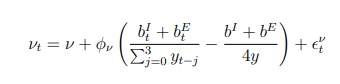 ν_t = ν + ϕ_ν ( (b_t^I + b_t^E) / (∑_{j=0}^{3} y_{t−j}) − (b^I + b^E) / (4y) ) + ϵ_t^ν